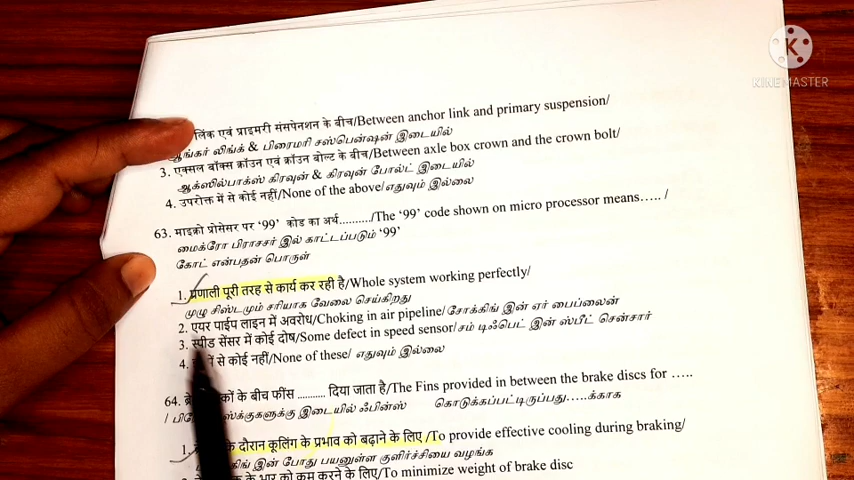 K
KINEMASTER
लिंक एवं प्राइमरी संसपेनशन के बीच/Between anchor link and primary suspension/
ஆங்கர் லிங்க் & பிரைமரி சஸ்பென்ஷன் இடையில்
3. एक्सल बॉक्स क्रॉउन एवं क्रॉउन बोल्ट के बीच/Between axle box crown and the crown bolt/
ஆக்ஸில்பாக்ஸ் கிரவுன் & கிரவுன் போல்ட் இடையில்
4. उपरोक्त में से कोई नहीं/None of the above/எதுவும் இல்லை
63. माइक्रो प्रोसेसर पर ‘99’ कोड का अर्थ........../The ‘99’ code shown on micro processor means….. /
மைக்ரோ பிராசசர் இல் காட்டப்படும் ‘99’
கோட் என்பதன் பொருள்
1. प्रणाली पूरी तरह से कार्य कर रही है/Whole system working perfectly/
முழு சிஸ்டமும் சரியாக வேலை செய்கிறது
2. एयर पाईप लाइन में अवरोध/Choking in air pipeline/சோக்கிங் இன் ஏர் பைப்லைன்
3. स्पीड सेंसर में कोई दोष/Some defect in speed sensor/சம் டிஃபெட் இன் ஸ்பீட் சென்சார்
4. से कोई नहीं/None of these/ எதுவும் இல்லை
64. के बीच फींस ........... दिया जाता है/The Fins provided in between the brake discs for …..
/ இடையில் ஃபின்ஸ் கொடுக்கப்பட்டிருப்பது…..க்காக
1. के दौरान कूलिंग के प्रभाव को बढ़ाने के लिए /To provide effective cooling during braking/
இன் போது பயனுள்ள குளிர்ச்சியை வழங்க
के भार को कम करने के लिए/To minimize weight of brake disc